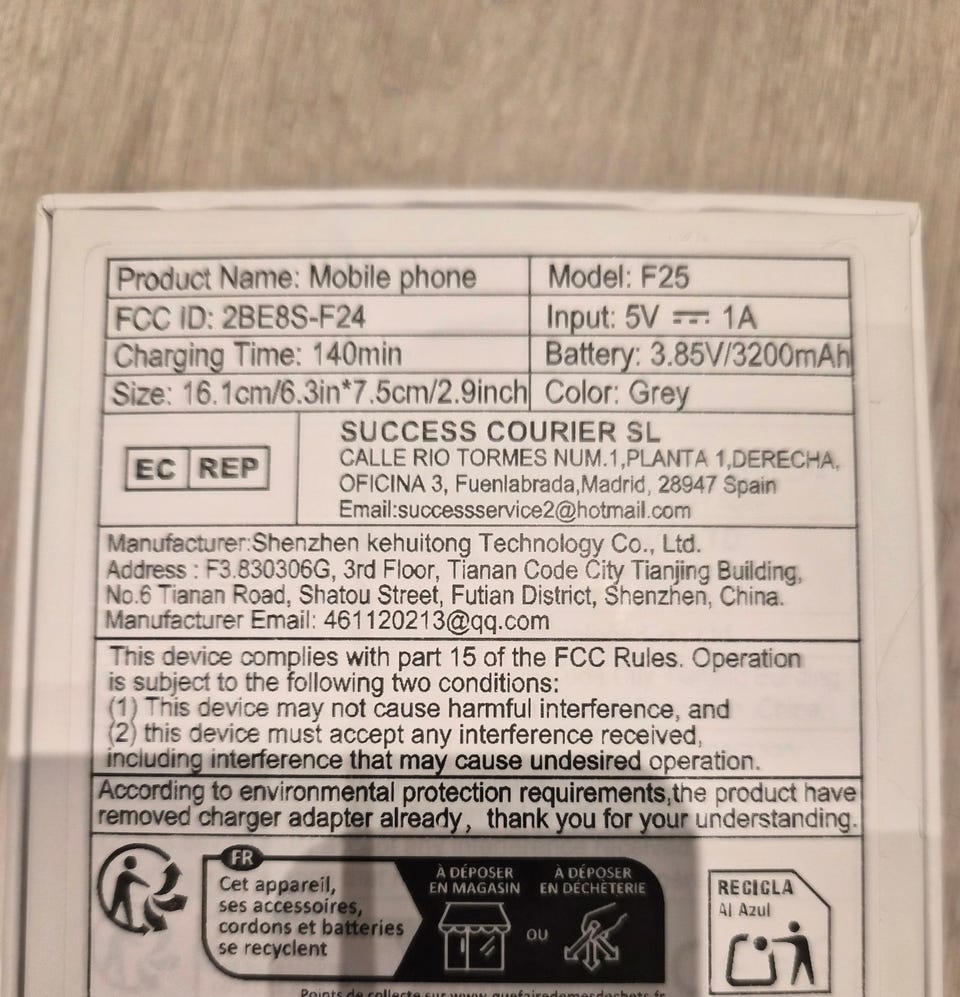 Product Name: Mobile phone
Model: F25
FCC ID: 2BE8S-F24
Input: 5V ⎓ 1A
Charging Time: 140min
Battery: 3.85V/3200mAh
Size: 16.1cm/6.3in*7.5cm/2.9inch
Color: Grey
EC REP
SUCCESS COURIER SL
CALLE RIO TORMES NUM.1,PLANTA 1,DERECHA,
OFICINA 3, Fuenlabrada,Madrid, 28947 Spain
Email:successservice2@hotmail.com
Manufacturer:Shenzhen kehuitong Technology Co., Ltd.
Address : F3.830306G, 3rd Floor, Tianan Code City Tianjing Building,
No.6 Tianan Road, Shatou Street, Futian District, Shenzhen, China.
Manufacturer Email: 461120213@qq.com
This device complies with part 15 of the FCC Rules. Operation
is subject to the following two conditions:
(1) This device may not cause harmful interference, and
(2) this device must accept any interference received,
including interference that may cause undesired operation.
According to environmental protection requirements,the product have
removed charger adapter already, thank you for your understanding.
FR
Cet appareil,
ses accessoires,
cordons et batteries
se recyclent
À DÉPOSER
EN MAGASIN
OU
À DÉPOSER
EN DÉCHÈTERIE
Points de collecte sur www.quefairedemesdechets.fr
RECICLA
Al Azul